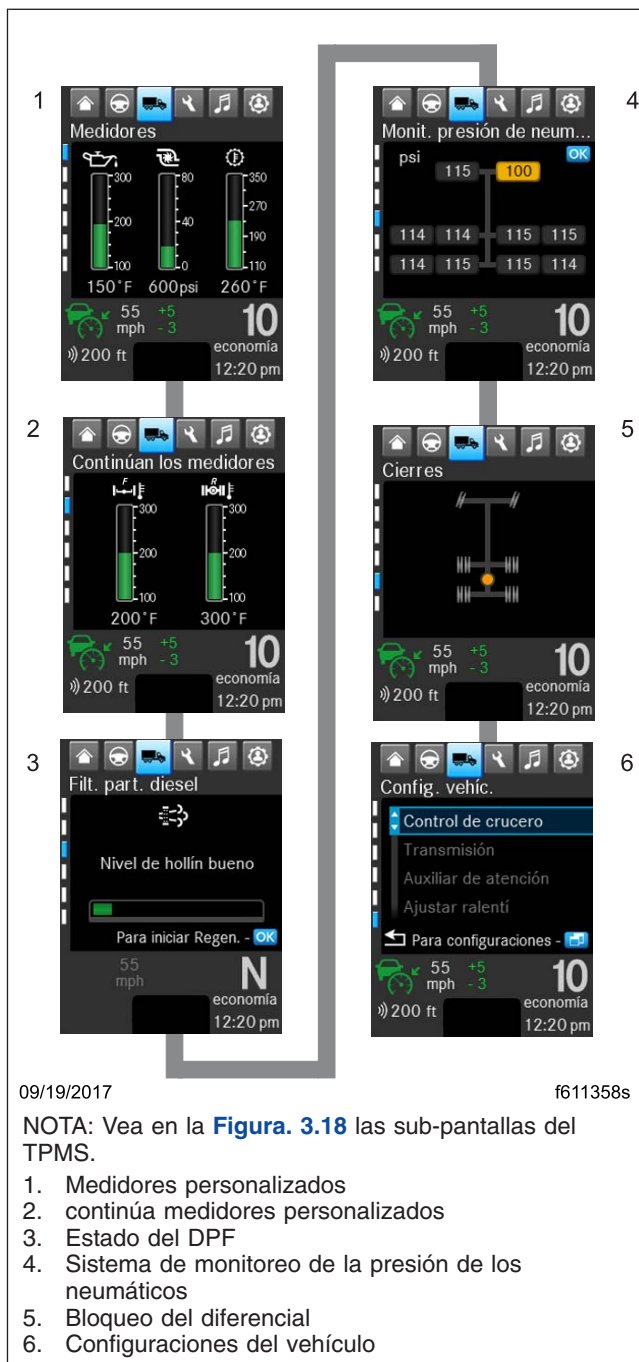 1
Medidores
300
200
100
80
40
0
350
270
190
110
150°F 600psi 260°F
55 +5
mph - 3
10
economía
200 ft
12:20 pm
2
Continúan los medidores
F R
300
200
100
300
200
100
200°F 300°F
55 +5
mph - 3
10
economía
200 ft
12:20 pm
3
Filt. part. diesel
Nivel de hollín bueno
Para iniciar Regen. - OK
55
mph
N
economía
12:20 pm
4
Monit. presión de neum...
psi OK
115 100
114 114 115 115
114 115 115 114
55 +5
mph - 3
10
economía
200 ft
12:20 pm
5
Cierres
55 +5
mph - 3
10
economía
200 ft
12:20 pm
6
Config. vehíc.
Control de crucero
Transmisión
Auxiliar de atención
Ajustar ralentí
Para configuraciones -
55 +5
mph - 3
10
economía
200 ft
12:20 pm
09/19/2017 f611358s
NOTA: Vea en la Figura. 3.18 las sub-pantallas del
TPMS.
1. Medidores personalizados
2. continúa medidores personalizados
3. Estado del DPF
4. Sistema de monitoreo de la presión de los
neumáticos
5. Bloqueo del diferencial
6. Configuraciones del vehículo